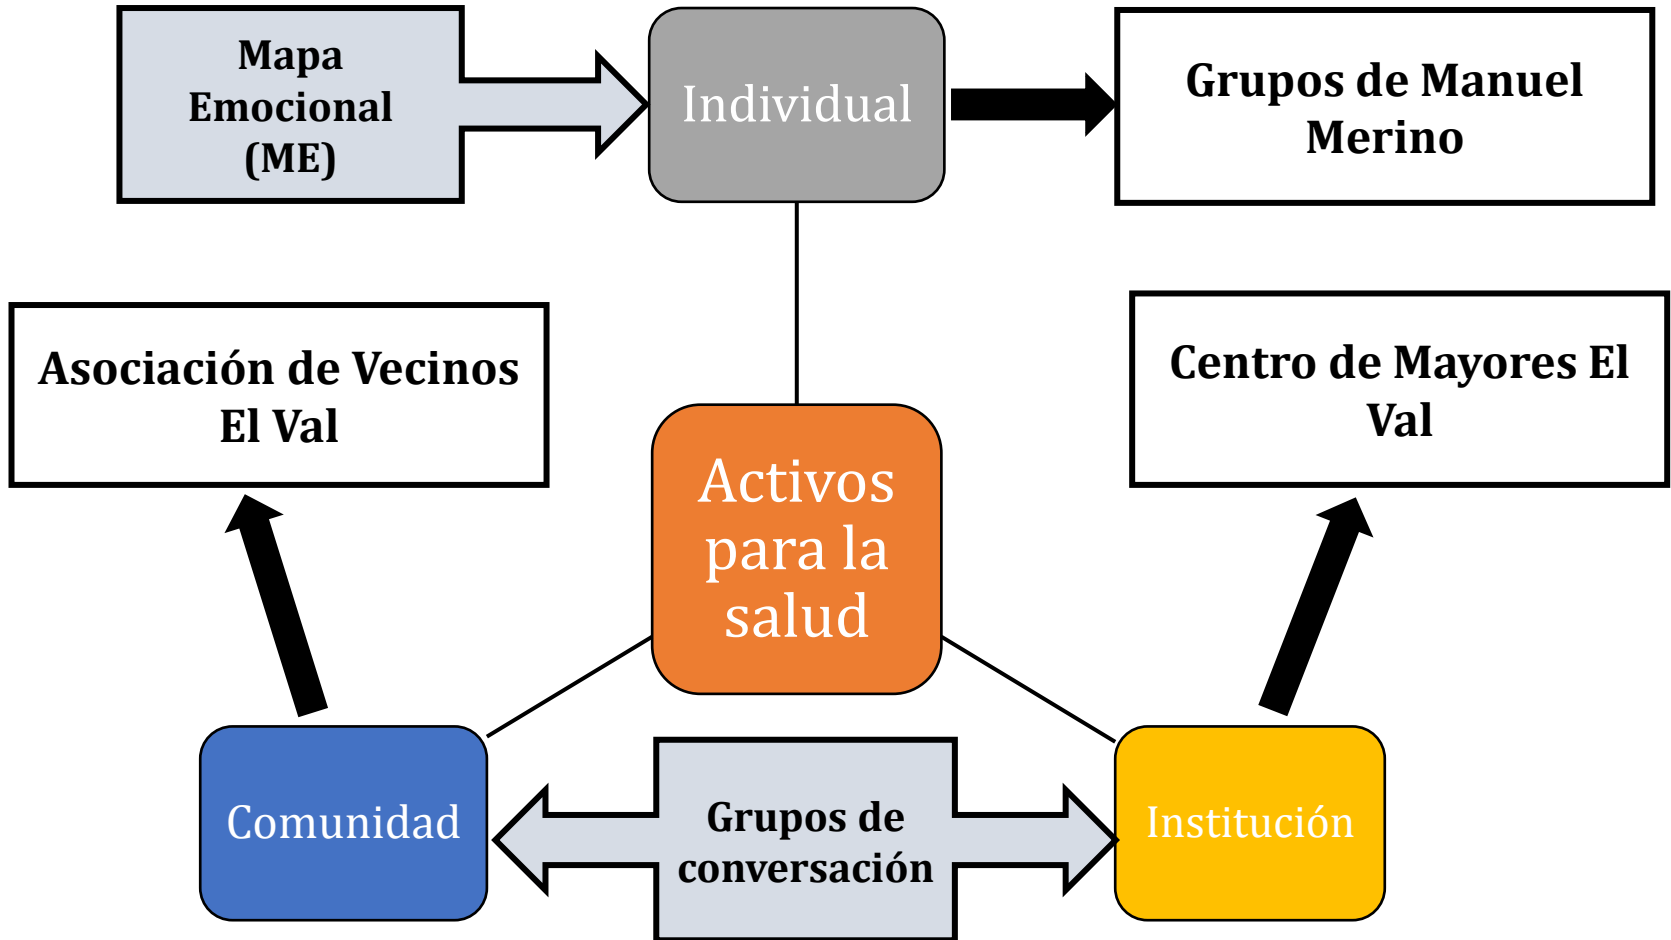 Mapa
Emocional
(ME)
Individual
Grupos de Manuel
Merino
Asociación de Vecinos
El Val
Centro de Mayores El
Val
Activos
para la
salud
Comunidad
Grupos de
conversación
Institución